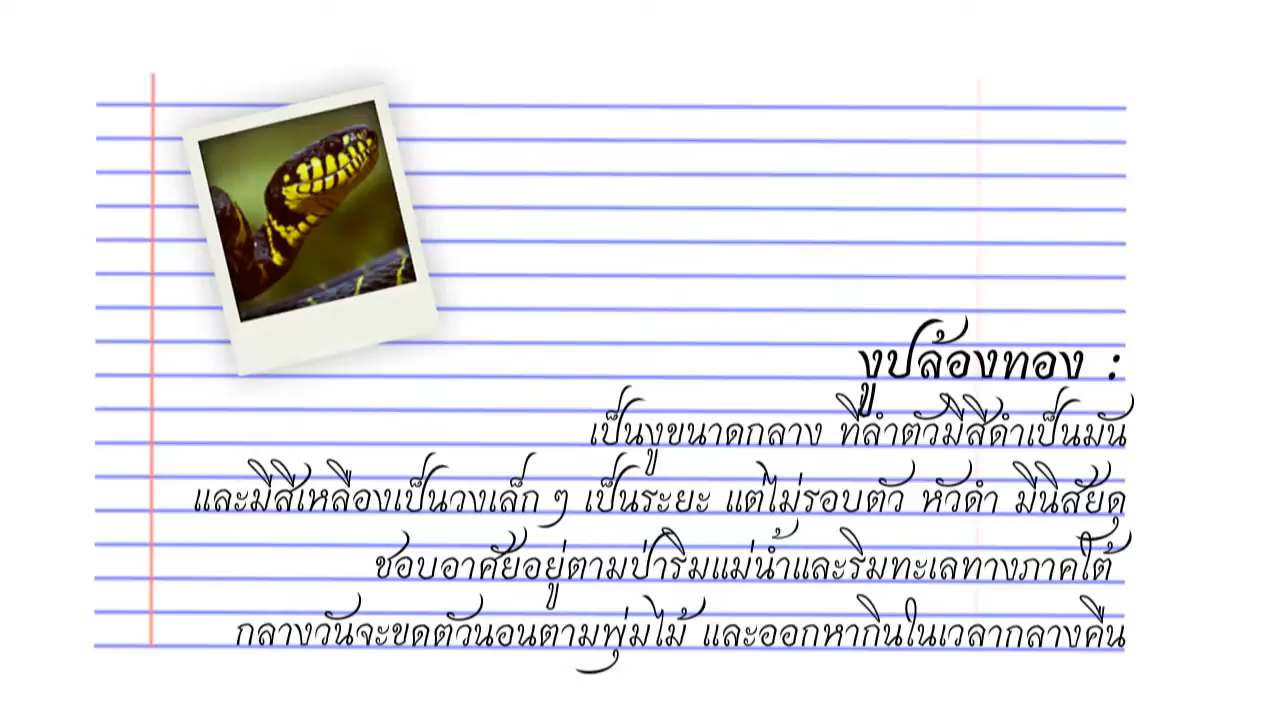 งูปล้องทอง :
เป็นงูขนาดกลาง ที่ลำตัวมีสีดำเป็นมัน
และมีสีเหลืองเป็นวงเล็ก ๆ เป็นระยะ แต่ไม่รอบตัว หัวดำ มีนิสัยดุ
ชอบอาศัยอยู่ตามป่าริมแม่น้ำและริมทะเลทางภาคใต้
กลางวันจะขดตัวนอนตามพุ่มไม้ และออกหากินในเวลากลางคืน